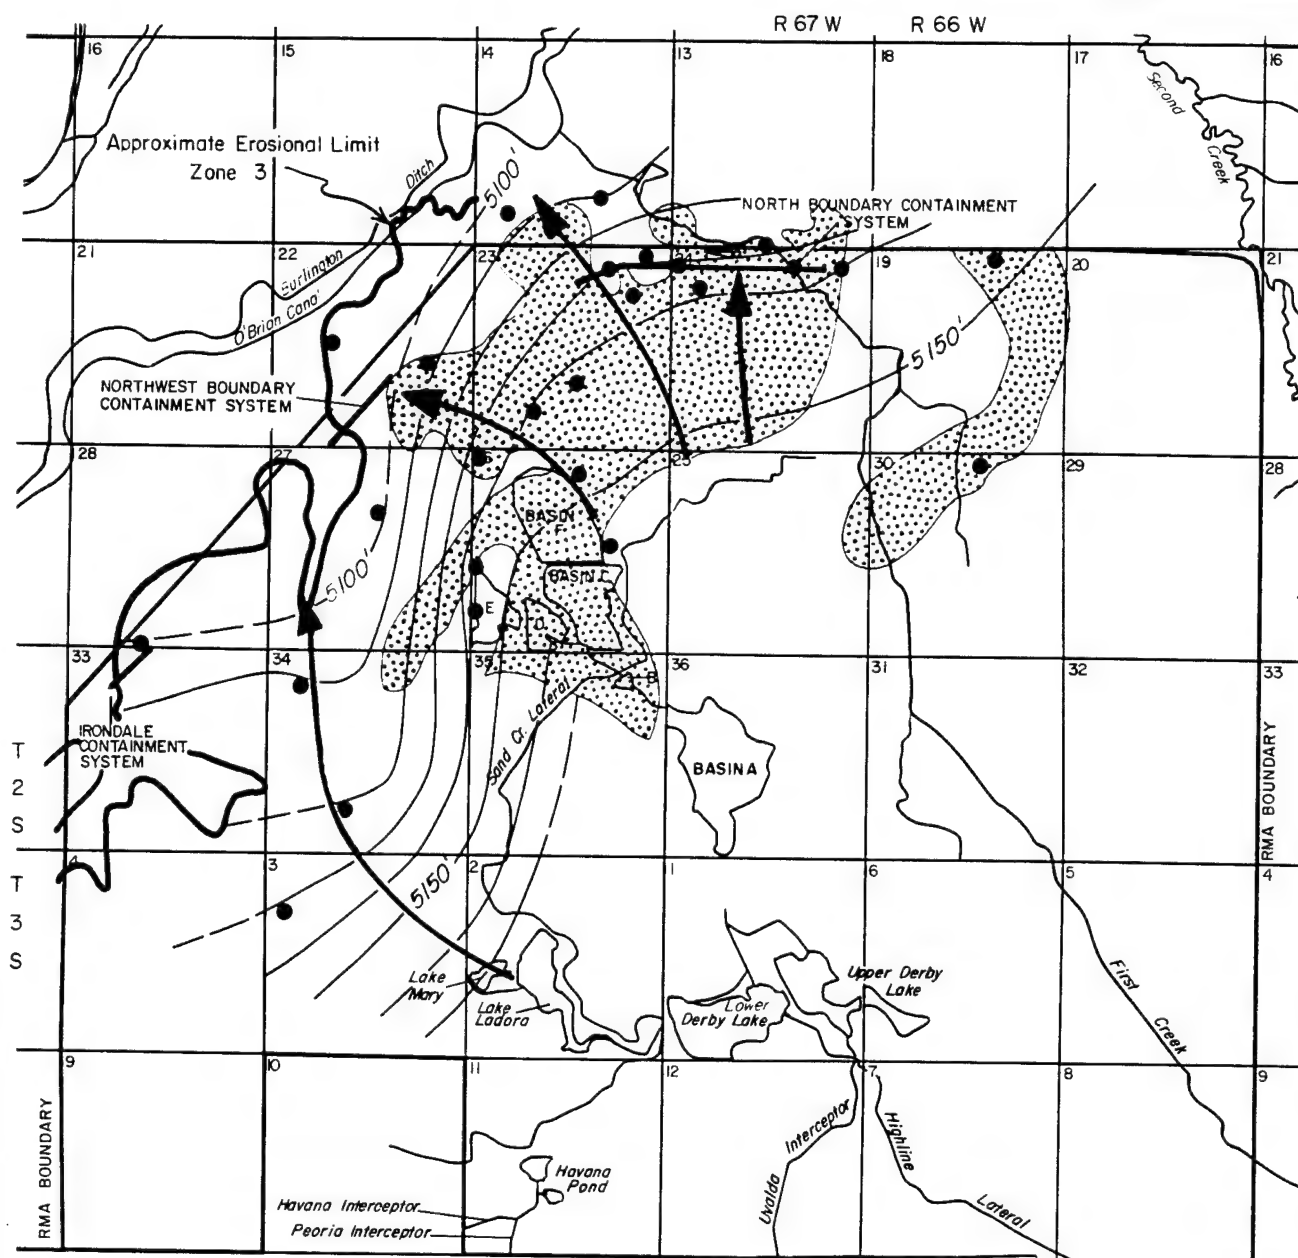 R 67 W
R 66 W
16
15
14
13
18
17
16
Second
Creek
Approximate Erosional Limit
Zone 3
Ditch
5100'
NORTH BOUNDARY CONTAINMENT
SYSTEM
21
22
23
24
19
20
21
Burlington
O'Brian Canal
5150'
NORTHWEST BOUNDARY
CONTAINMENT SYSTEM
28
27
25
30
29
28
BASIN
F
BASIN C
5100'
E
D
33
34
35
36
31
32
33
B
Sand Cr. Lateral
IRONDALE
CONTAINMENT
SYSTEM
T
2
S
BASIN A
RMA BOUNDARY
4
3
2
1
6
5
4
T
3
S
5150'
Lake
Mary
Lake
Ladora
Lower
Derby Lake
Upper Derby
Lake
First
Creek
9
10
11
12
7
8
9
RMA BOUNDARY
Uvalda
Interceptor
Highline
Lateral
Havana
Pond
Havana Interceptor
Peoria Interceptor